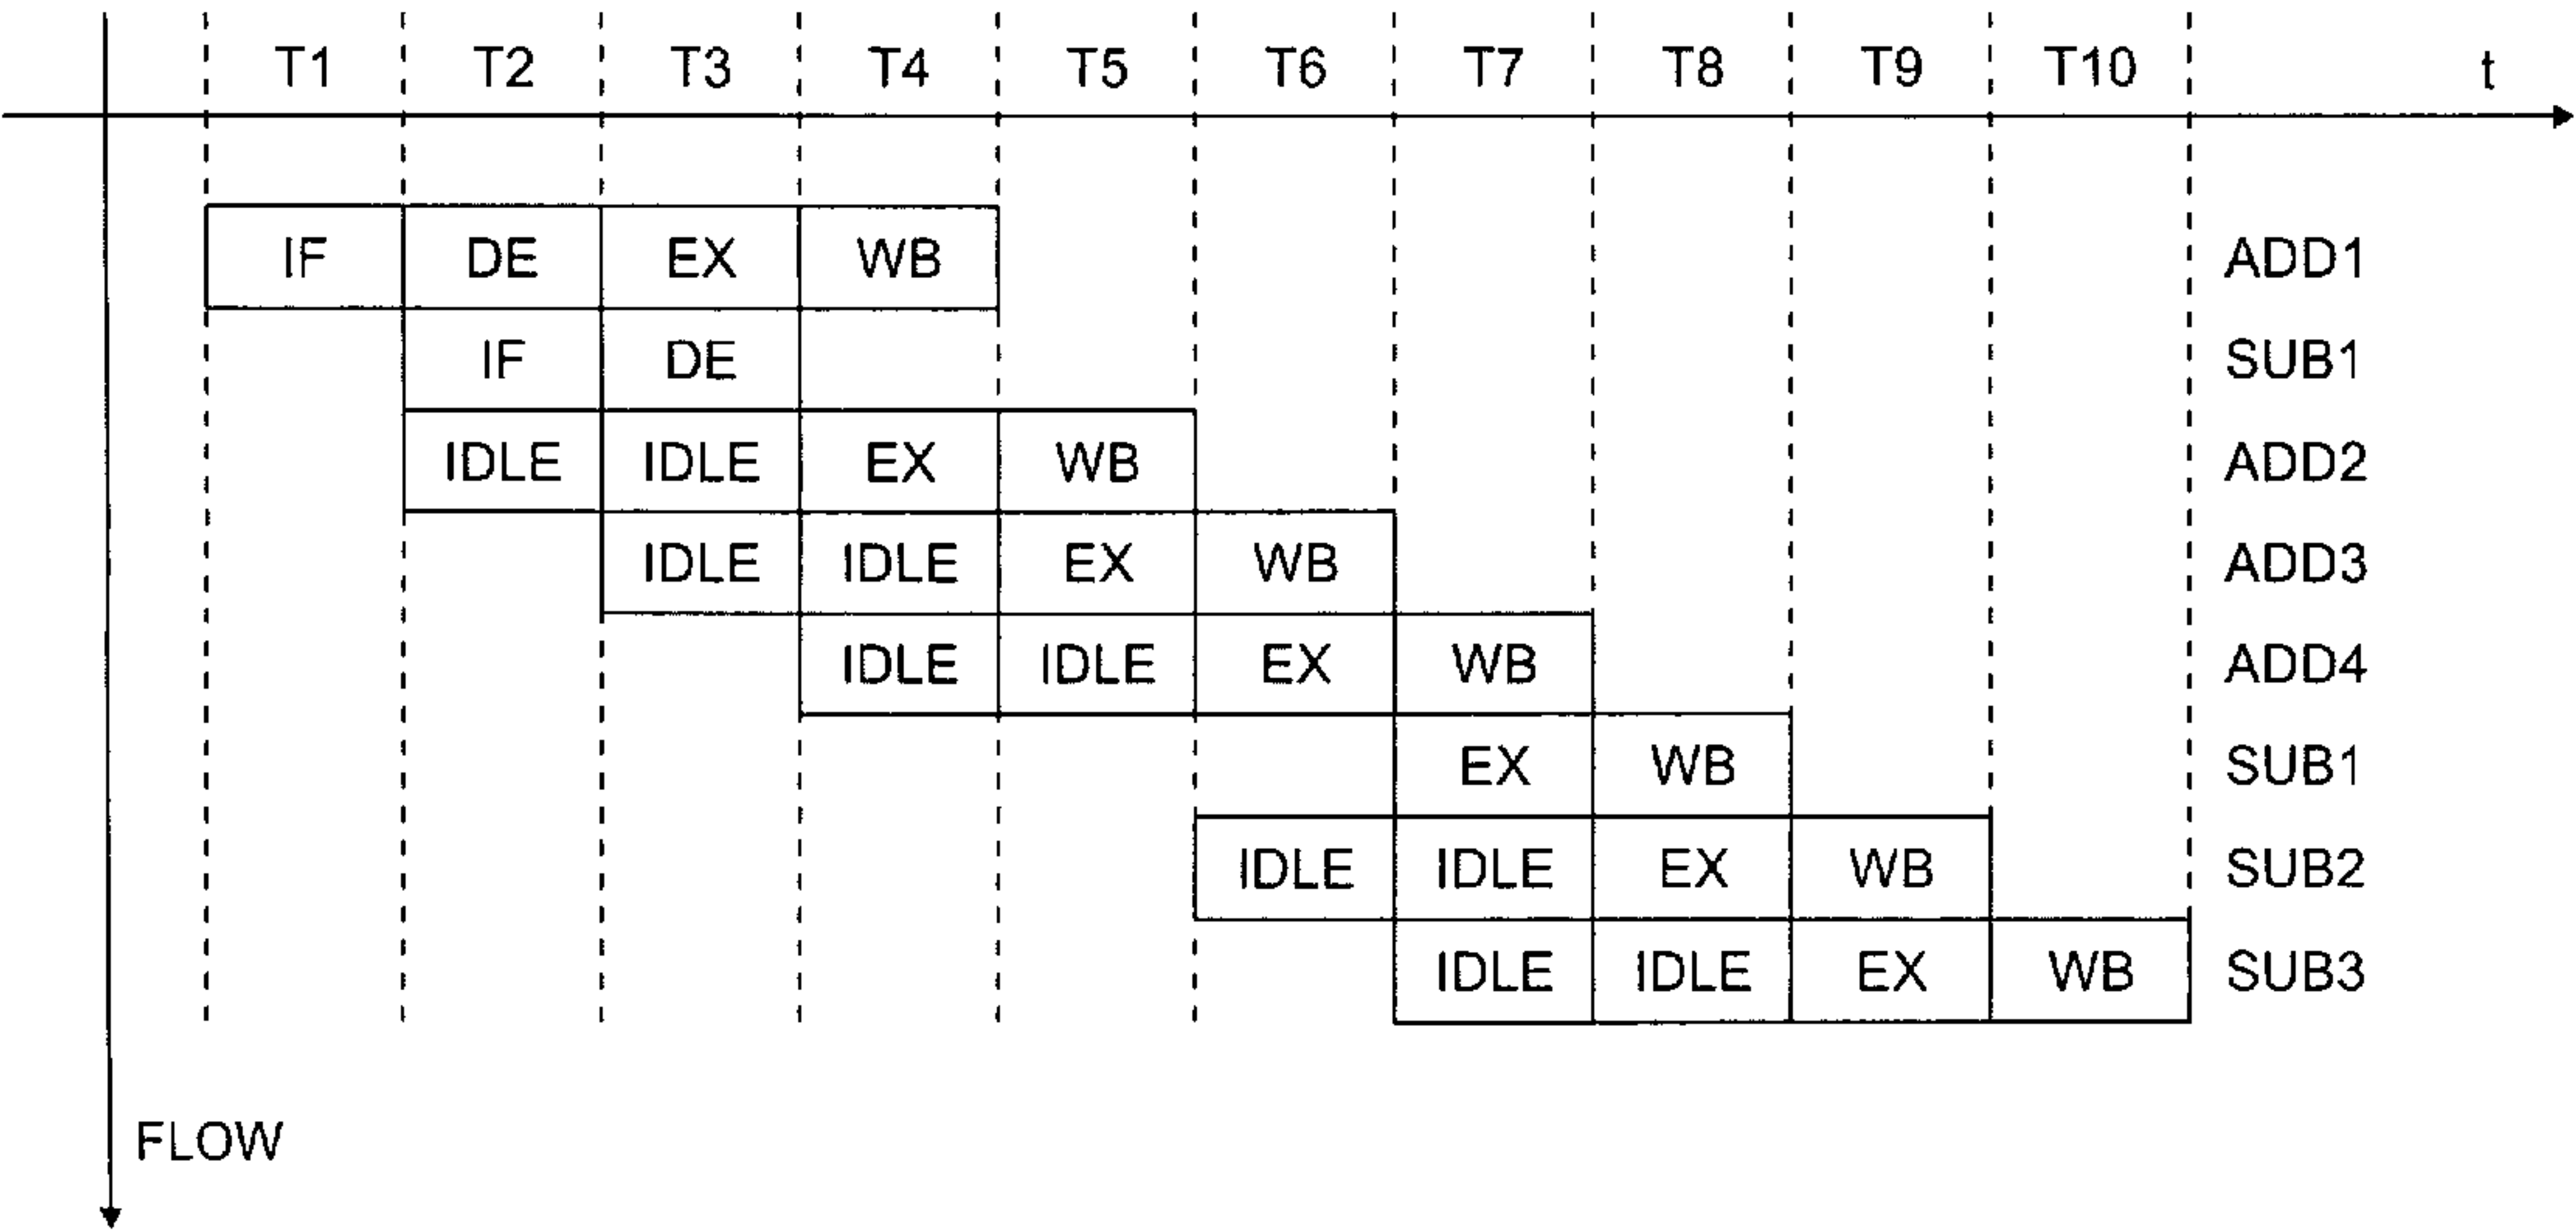 T1 T2 T3 T4 T5 T6 T7 T8 T9 T10 t
IF DE EX WB ADD1
IF DE SUB1
IDLE IDLE EX WB ADD2
IDLE IDLE EX WB ADD3
IDLE IDLE EX WB ADD4
EX WB SUB1
IDLE IDLE EX WB SUB2
IDLE IDLE EX WB SUB3
FLOW